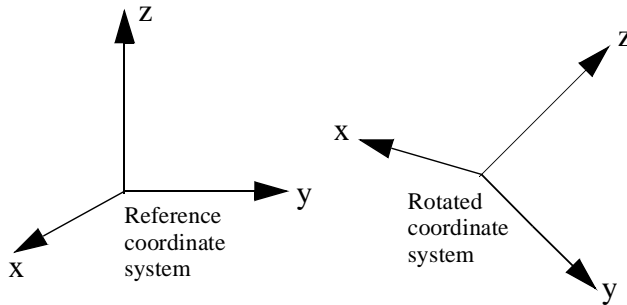 z
y
x
Reference
coordinate
system
z
x
y
Rotated
coordinate
system